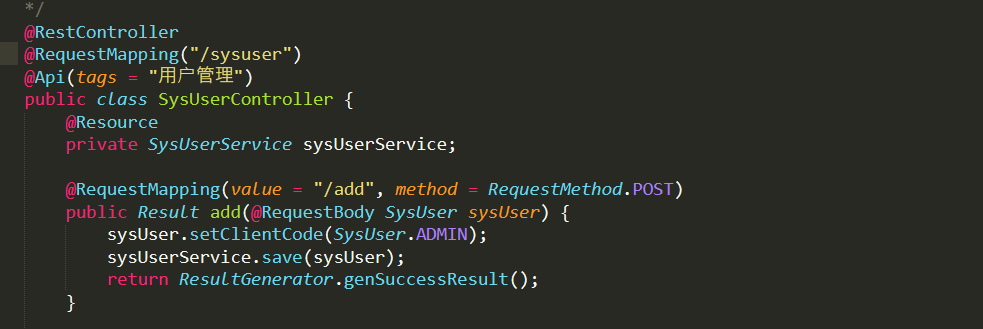 */
@RestController
@RequestMapping("/sysuser")
@Api(tags = "用户管理")
public class SysUserController {
    @Resource
    private SysUserService sysUserService;

    @RequestMapping(value = "/add", method = RequestMethod.POST)
    public Result add(@RequestBody SysUser sysUser) {
        sysUser.setClientCode(SysUser.ADMIN);
        sysUserService.save(sysUser);
        return ResultGenerator.genSuccessResult();
    }